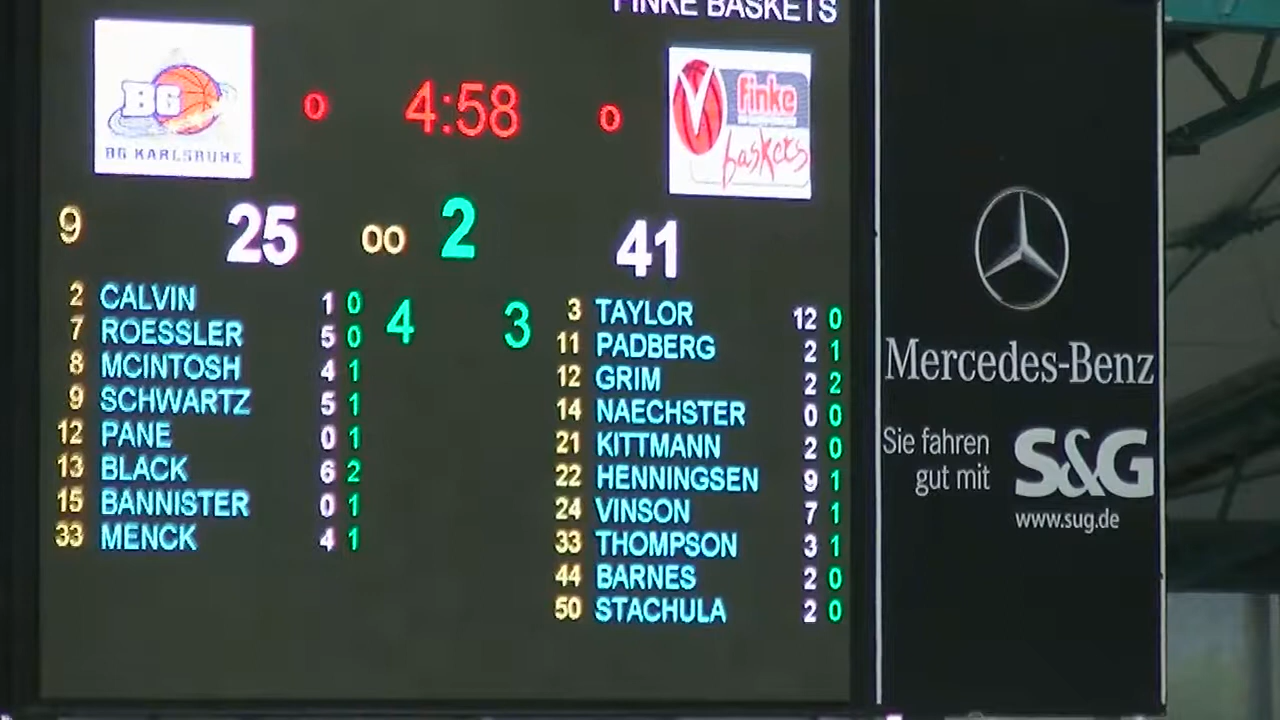 FINKE BASKETS
BG
BG KARLSRUHE
0 4:58 0
finke
baskets
9 25 00 2 41
4 3
2 CALVIN 1 0
7 ROESSLER 5 0
8 MCINTOSH 4 1
9 SCHWARTZ 5 1
12 PANE 0 1
13 BLACK 6 2
15 BANNISTER 0 1
33 MENCK 4 1
3 TAYLOR 12 0
11 PADBERG 2 1
12 GRIM 2 2
14 NAECHSTER 0 0
21 KITTMANN 2 0
22 HENNINGSEN 9 1
24 VINSON 7 1
33 THOMPSON 3 1
44 BARNES 2 0
50 STACHULA 2 0
Mercedes-Benz
Sie fahren
gut mit
S&G
www.sug.de